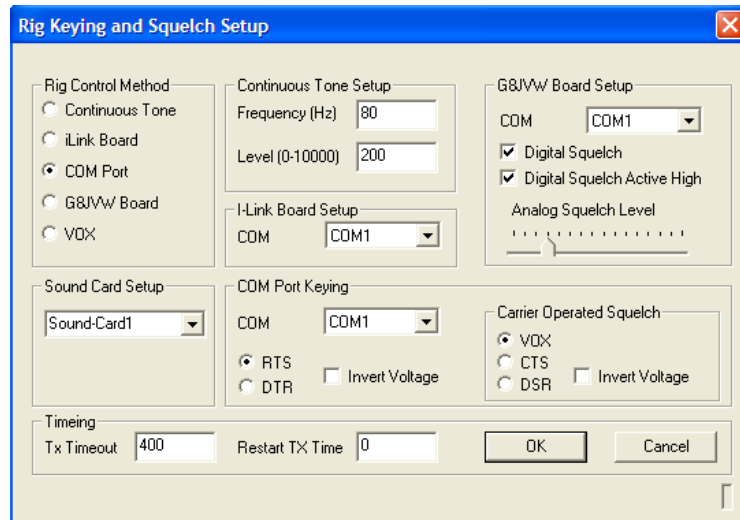 Rig Keying and Squelch Setup
Rig Control Method
Continuous Tone
iLink Board
COM Port
G8JVW Board
VOX
Continuous Tone Setup
Frequency (Hz) 80
Level (0-10000) 200
I-Link Board Setup
COM COM1
G8JVW Board Setup
COM COM1
Digital Squelch
Digital Squelch Active High
Analog Squelch Level
Sound Card Setup
Sound-Card1
COM Port Keying
COM COM1
RTS
DTR
Invert Voltage
Carrier Operated Squelch
VOX
CTS
DSR
Invert Voltage
Timeing
Tx Timeout 400
Restart TX Time 0
OK
Cancel